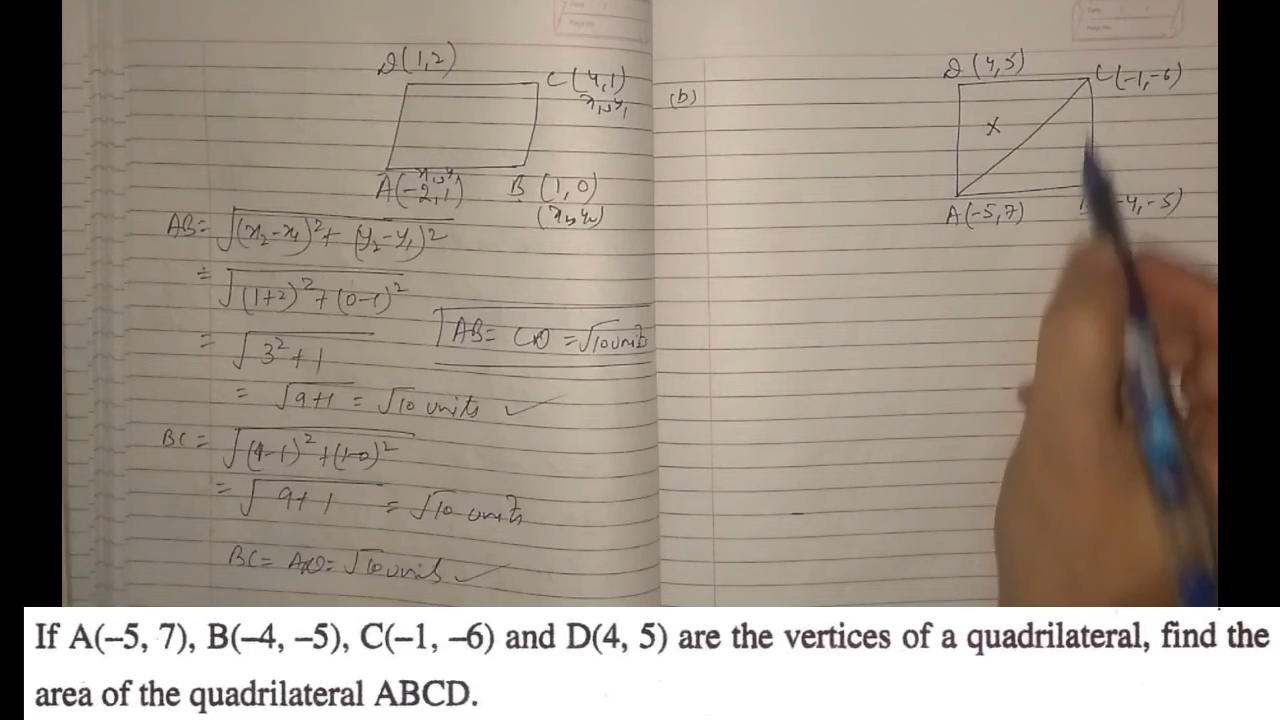 D(1,2)
C(4,1)
x₁,y₁
A(-2,1)
B (1,0)
(x₂,y₂)
AB = √(x₂-x₁)²+(y₂-y₁)²
= √(1+2)²+(0-1)²
= √3²+1
AB = CD = √10 units
= √9+1 = √10 units ✓
BC = √(4-1)²+(1-0)²
= √9+1 = √10 units
BC = AD = √10 units ✓
(b)
D (4,5)
C(-1,-6)
x
A(-5,7)
-4,-5)
If A(–5, 7), B(–4, –5), C(–1, –6) and D(4, 5) are the vertices of a quadrilateral, find the
area of the quadrilateral ABCD.